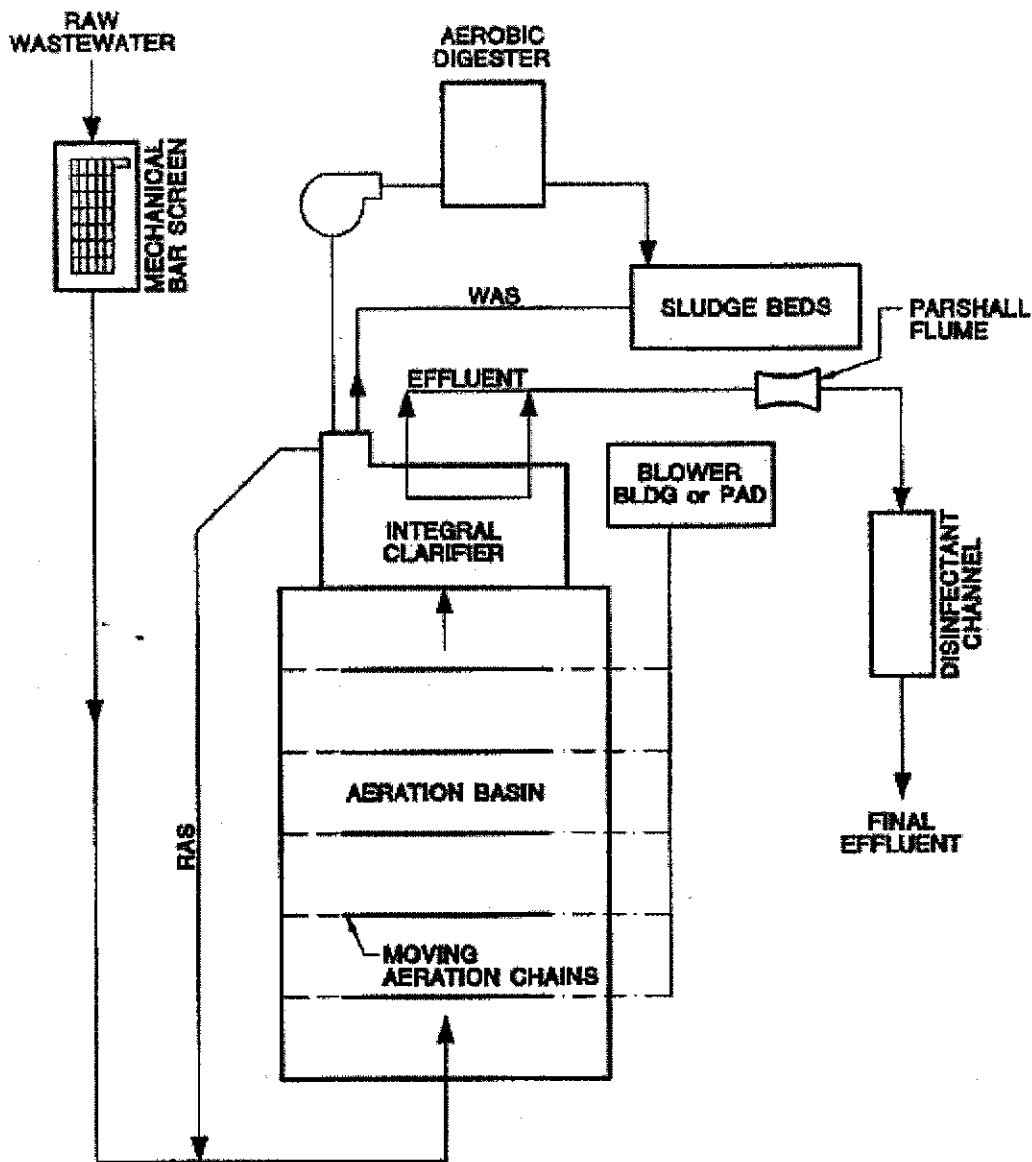 RAW
WASTEWATER
AEROBIC
DIGESTER
MECHANICAL
BAR SCREEN
WAS
SLUDGE BEDS
PARSHALL
FLUME
EFFLUENT
BLOWER
BLDG or PAD
INTEGRAL
CLARIFIER
DISINFECTANT
CHANNEL
AERATION BASIN
RAS
FINAL
EFFLUENT
MOVING
AERATION CHAINS